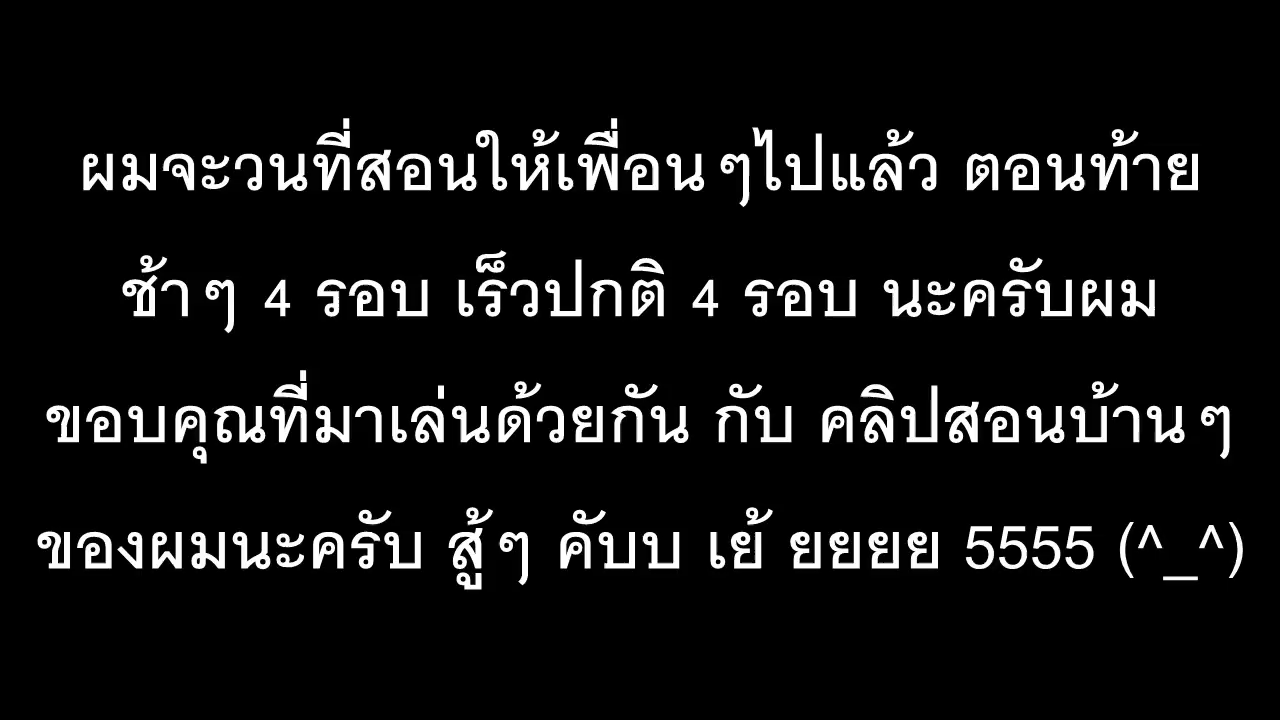 ผมจะวนที่สอนให้เพื่อนๆไปแล้ว ตอนท้าย
ช้าๆ 4 รอบ เร็วปกติ 4 รอบ นะครับผม
ขอบคุณที่มาเล่นด้วยกัน กับ คลิปสอนบ้านๆ
ของผมนะครับ สู้ๆ คับบ เย้ ยยยย 5555 (^_^)